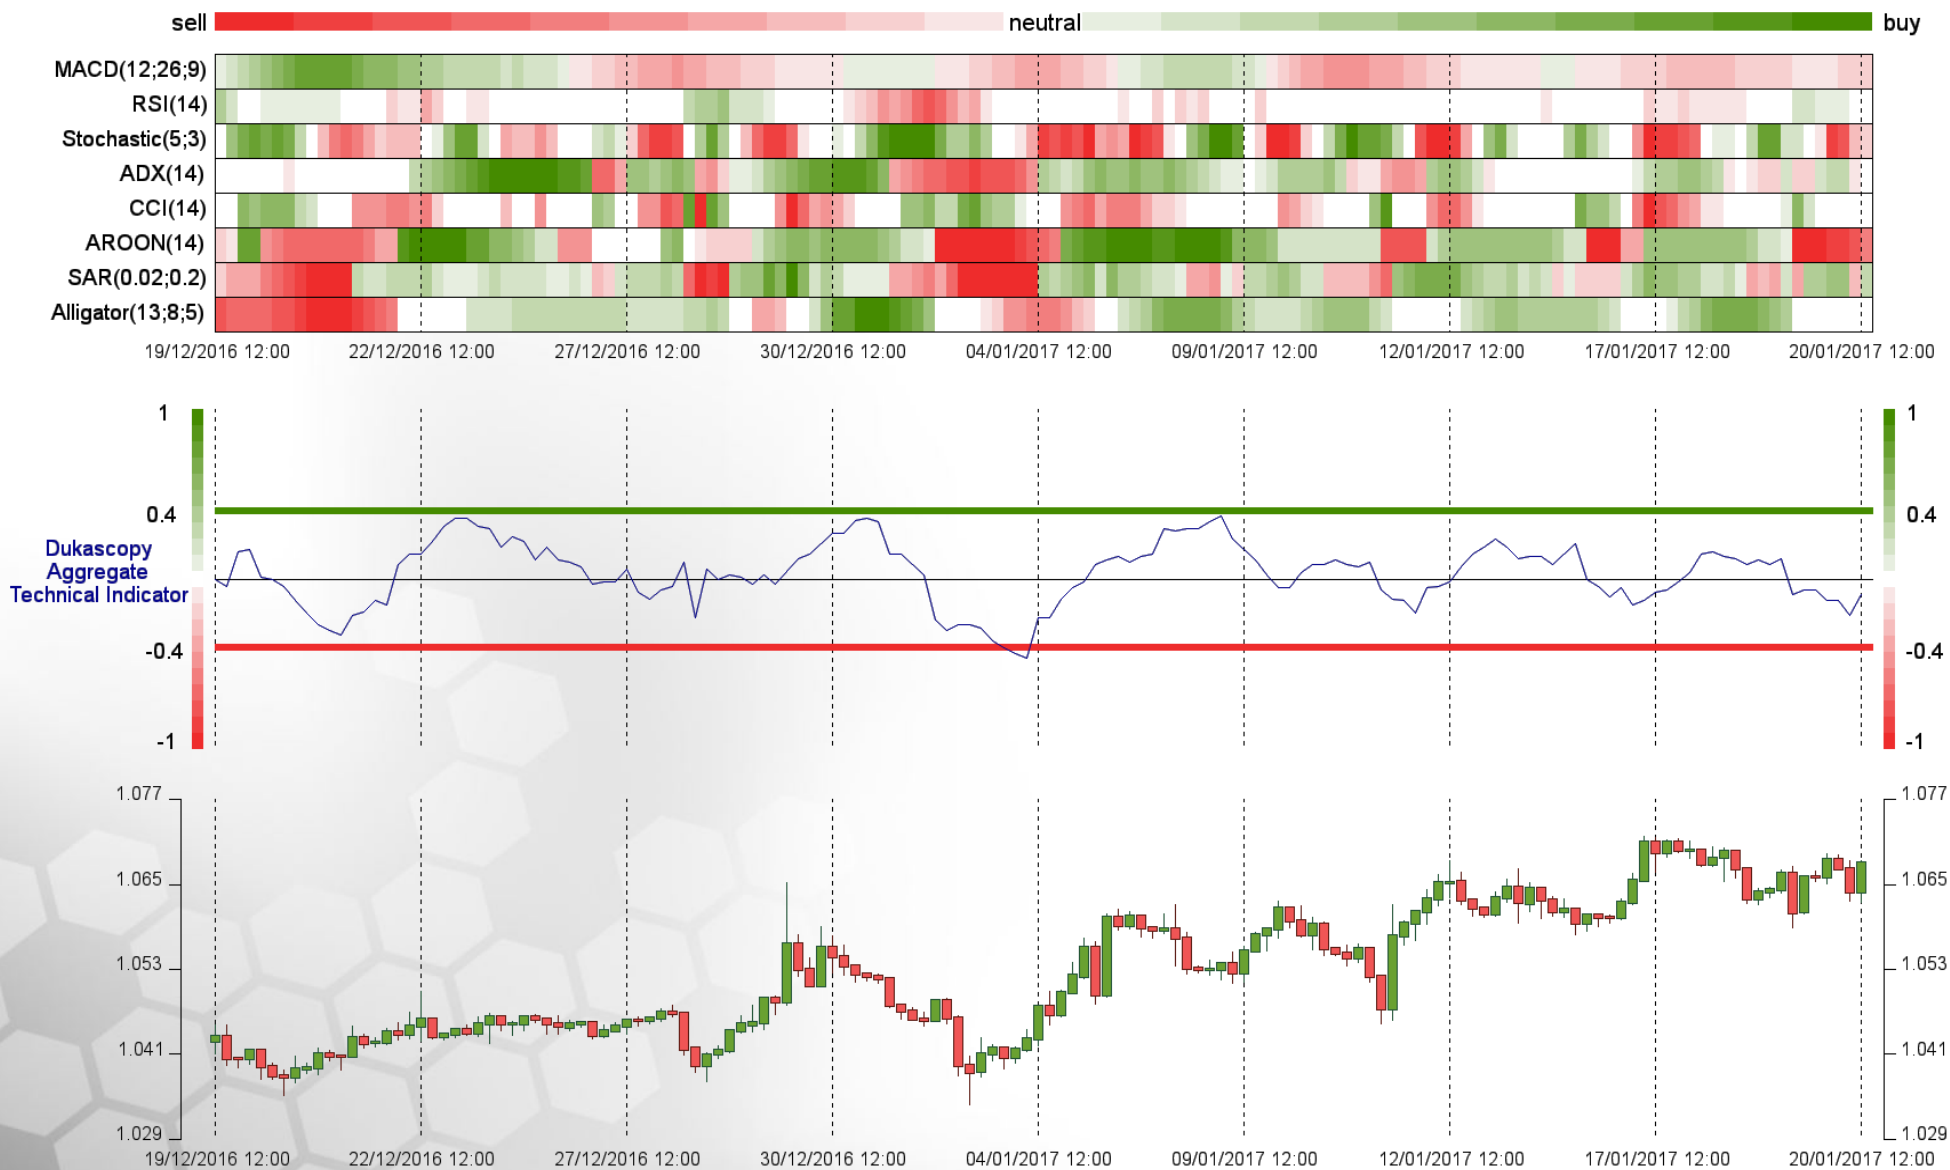 sell neutral buy
MACD(12;26;9)
RSI(14)
Stochastic(5;3)
ADX(14)
CCI(14)
AROON(14)
SAR(0.02;0.2)
Alligator(13;8;5)
19/12/2016 12:00 22/12/2016 12:00 27/12/2016 12:00 30/12/2016 12:00 04/01/2017 12:00 09/01/2017 12:00 12/01/2017 12:00 17/01/2017 12:00 20/01/2017 12:00
1 1
0.4 0.4
Dukascopy
Aggregate
Technical Indicator
-0.4 -0.4
-1 -1
1.077 1.077
1.065 1.065
1.053 1.053
1.041 1.041
1.029 1.029
19/12/2016 12:00 22/12/2016 12:00 27/12/2016 12:00 30/12/2016 12:00 04/01/2017 12:00 09/01/2017 12:00 12/01/2017 12:00 17/01/2017 12:00 20/01/2017 12:00